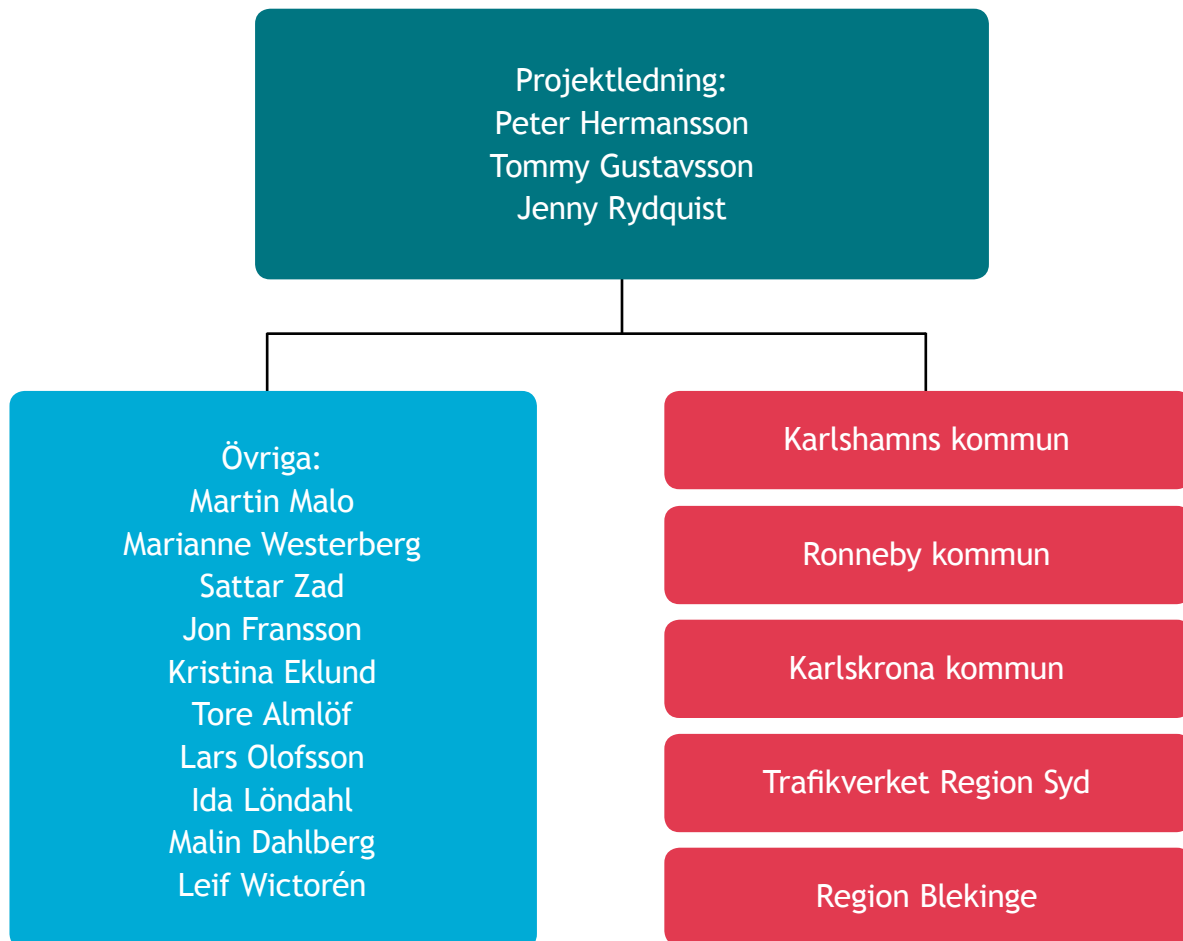 Projektledning:
Peter Hermansson
Tommy Gustavsson
Jenny Rydquist
Övriga:
Martin Malo
Marianne Westerberg
Sattar Zad
Jon Fransson
Kristina Eklund
Tore Almlöf
Lars Olofsson
Ida Löndahl
Malin Dahlberg
Leif Wictorén
Karlshamns kommun
Ronneby kommun
Karlskrona kommun
Trafikverket Region Syd
Region Blekinge